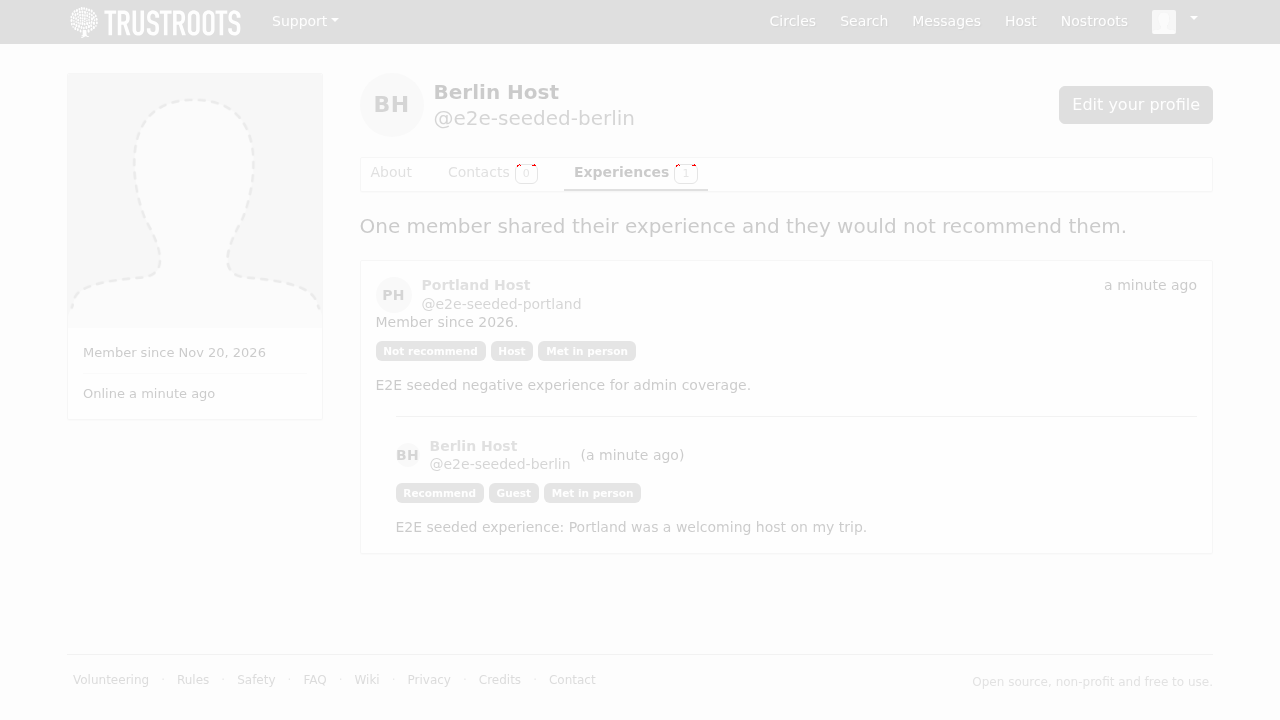 TRUSTROOTS Support Circles Search Messages Host Nostroots
BH Berlin Host
@e2e-seeded-berlin
Edit your profile
About Contacts 0 Experiences 1
One member shared their experience and they would not recommend them.
PH Portland Host a minute ago
@e2e-seeded-portland
Member since 2026.
Not recommend Host Met in person
E2E seeded negative experience for admin coverage.
BH Berlin Host
@e2e-seeded-berlin (a minute ago)
Recommend Guest Met in person
E2E seeded experience: Portland was a welcoming host on my trip.
Member since Nov 20, 2026
Online a minute ago
Volunteering · Rules · Safety · FAQ · Wiki · Privacy · Credits · Contact
Open source, non-profit and free to use.